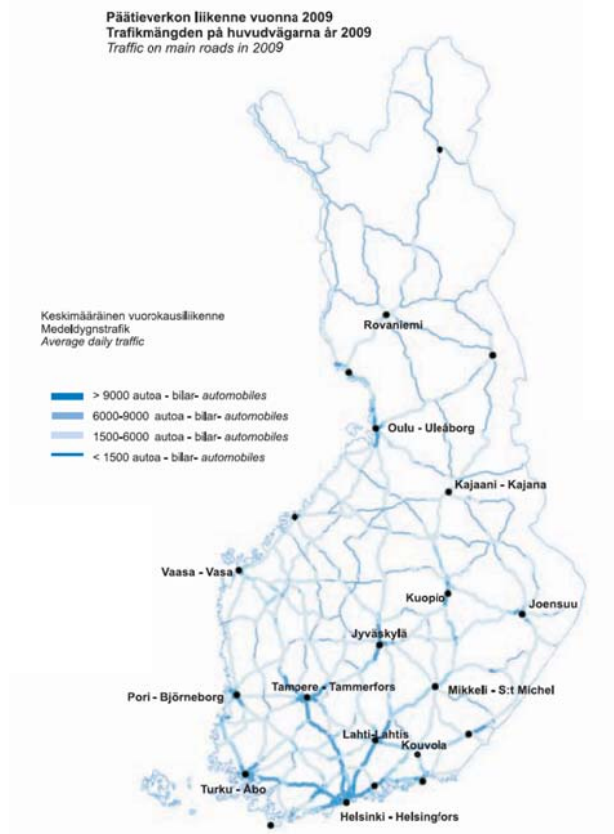 Päätieverkon liikenne vuonna 2009
Trafikmängden på huvudvägarna år 2009
Traffic on main roads in 2009
Rovaniemi
Keskimääräinen vuorokausiliikenne
Medeldygnstrafik
Average daily traffic
> 9000 autoa - bilar- automobiles
6000-9000 autoa - bilar- automobiles
1500-6000 autoa - bilar- automobiles
< 1500 autoa - bilar- automobiles
Oulu - Uleåborg
Kajaani - Kajana
Vaasa - Vasa
Kuopio
Joensuu
Jyväskylä
Tampere - Tammerfors
Mikkeli - S:t Michel
Pori - Björneborg
Lahti-Lahtis
Kouvola
Turku - Åbo
Helsinki - Helsingfors